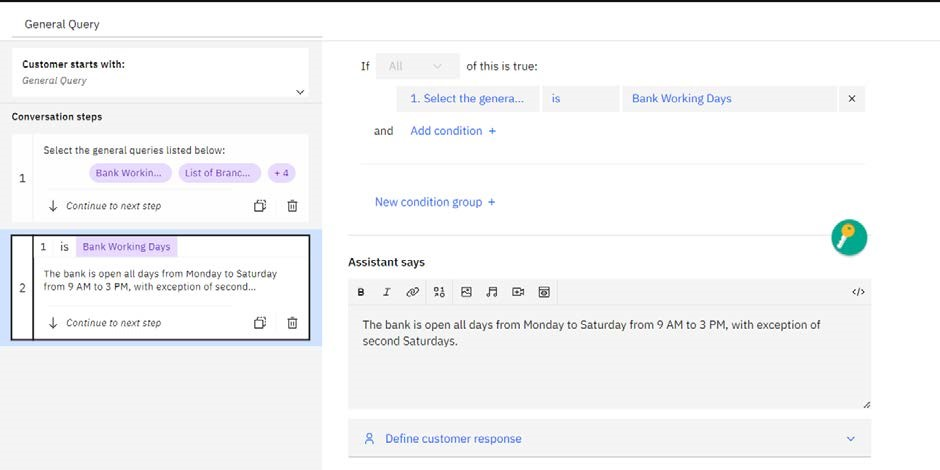 General Query
Customer starts with:
General Query
Conversation steps
1
Select the general queries listed below:
Bank Workin...
List of Branc...
+ 4
Continue to next step
2
1 is Bank Working Days
The bank is open all days from Monday to Saturday
from 9 AM to 3 PM, with exception of second...
Continue to next step
If All of this is true:
1. Select the genera... is Bank Working Days ×
and Add condition +
New condition group +
Assistant says
B I </>
The bank is open all days from Monday to Saturday from 9 AM to 3 PM, with exception of
second Saturdays.
Define customer response